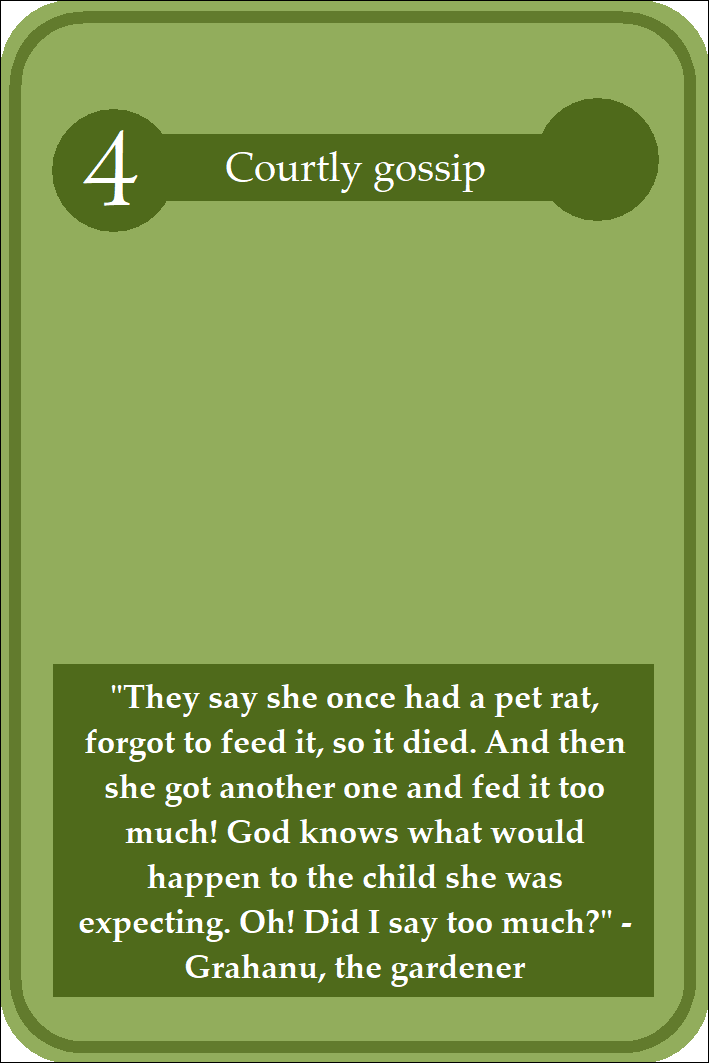 4
Courtly gossip
"They say she once had a pet rat,
forgot to feed it, so it died. And then
she got another one and fed it too
much! God knows what would
happen to the child she was
expecting. Oh! Did I say too much?" -
Grahanu, the gardener